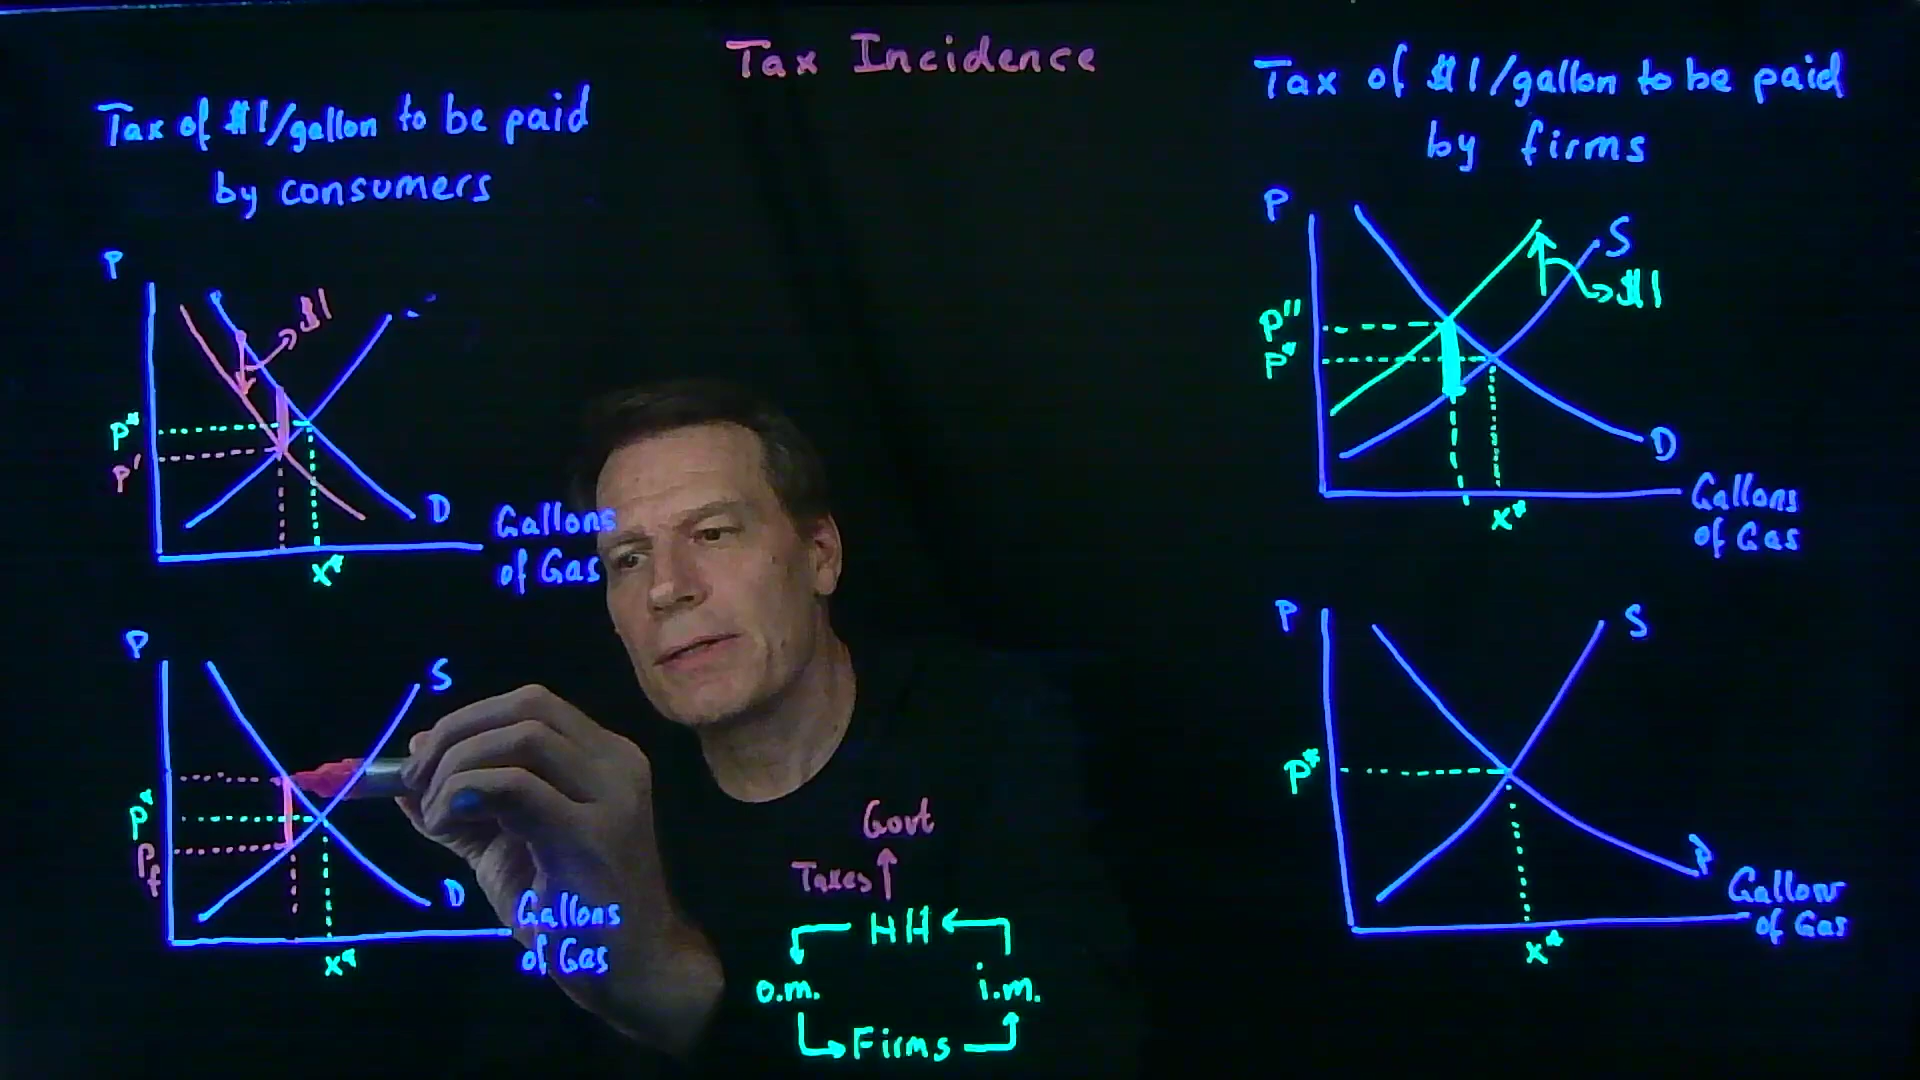 Tax Incidence
Tax of $1/gallon to be paid
by consumers
P
$1
P*
P'
D
Gallons
of Gas
X*
P
S
P*
Pf
D
Gallons
of Gas
X*
Govt
Taxes
HH
o.m.
i.m.
Firms
Tax of $1/gallon to be paid
by firms
P
S
$1
P"
P*
D
Gallons
of Gas
X*
P
S
P*
Gallow
of Gas
X*